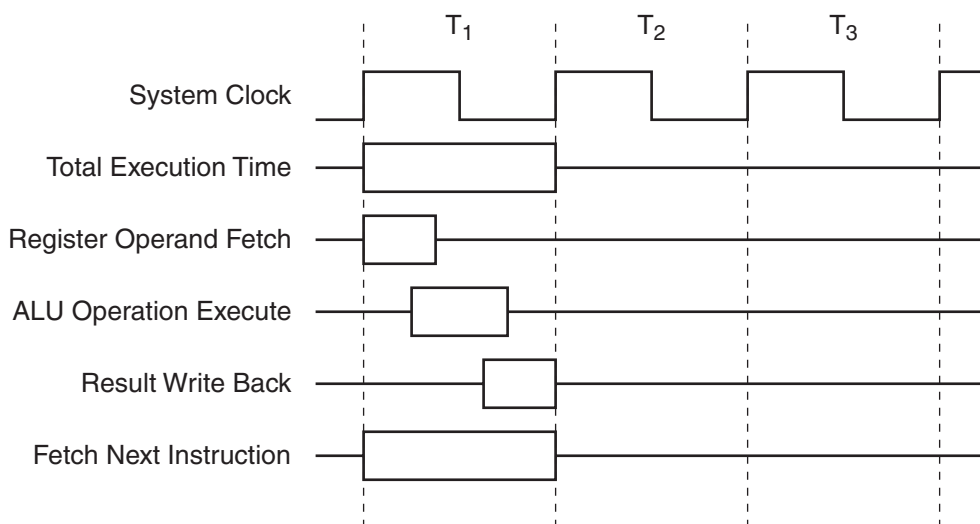 T1 T2 T3
System Clock
Total Execution Time
Register Operand Fetch
ALU Operation Execute
Result Write Back
Fetch Next Instruction